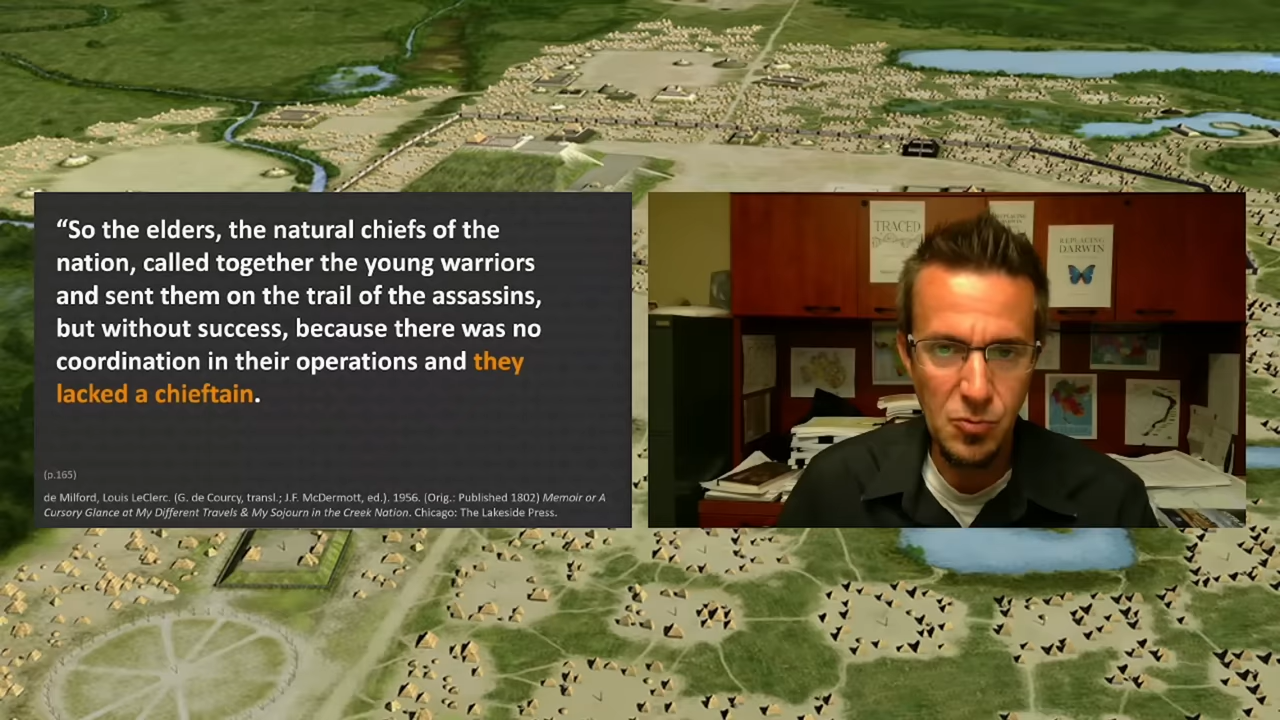 “So the elders, the natural chiefs of the
nation, called together the young warriors
and sent them on the trail of the assassins,
but without success, because there was no
coordination in their operations and they
lacked a chieftain.
(p.165)
de Milford, Louis LeClerc. (G. de Courcy, transl.; J.F. McDermott, ed.). 1956. (Orig.: Published 1802) Memoir or A
Cursory Glance at My Different Travels & My Sojourn in the Creek Nation. Chicago: The Lakeside Press.
TRACED
REPLACING
DARWIN